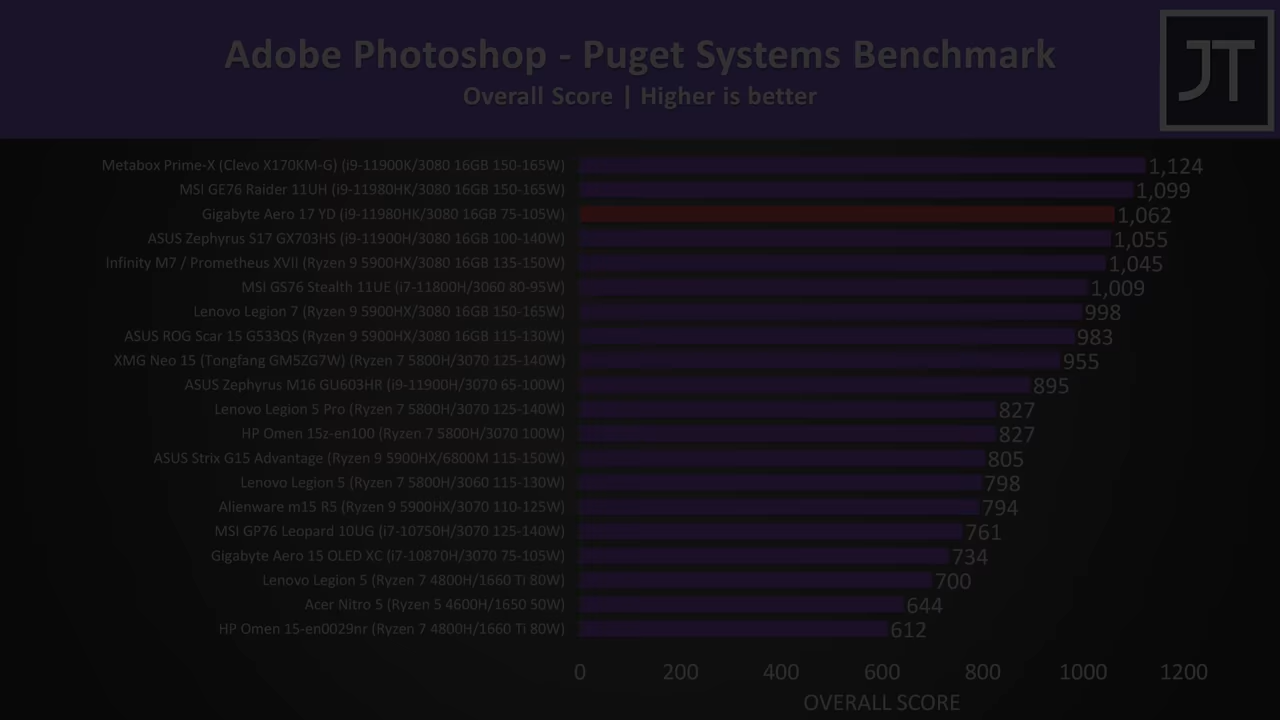 Adobe Photoshop - Puget Systems Benchmark
Overall Score | Higher is better
JT
Metabox Prime-X (Clevo X170KM-G) (i9-11900K/3080 16GB 150-165W) 1,124
MSI GE76 Raider 11UH (i9-11980HK/3080 16GB 150-165W) 1,099
Gigabyte Aero 17 YD (i9-11980HK/3080 16GB 75-105W) 1,062
ASUS Zephyrus S17 GX703HS (i9-11900H/3080 16GB 100-140W) 1,055
Infinity M7 / Prometheus XVII (Ryzen 9 5900HX/3080 16GB 135-150W) 1,045
MSI GS76 Stealth 11UE (i7-11800H/3060 80-95W) 1,009
Lenovo Legion 7 (Ryzen 9 5900HX/3080 16GB 150-165W) 998
ASUS ROG Scar 15 G533QS (Ryzen 9 5900HX/3080 16GB 115-130W) 983
XMG Neo 15 (Tongfang GM5ZG7W) (Ryzen 7 5800H/3070 125-140W) 955
ASUS Zephyrus M16 GU603HR (i9-11900H/3070 65-100W) 895
Lenovo Legion 5 Pro (Ryzen 7 5800H/3070 125-140W) 827
HP Omen 15z-en100 (Ryzen 7 5800H/3070 100W) 827
ASUS Strix G15 Advantage (Ryzen 9 5900HX/6800M 115-150W) 805
Lenovo Legion 5 (Ryzen 7 5800H/3060 115-130W) 798
Alienware m15 R5 (Ryzen 9 5900HX/3070 110-125W) 794
MSI GP76 Leopard 10UG (i7-10750H/3070 125-140W) 761
Gigabyte Aero 15 OLED XC (i7-10870H/3070 75-105W) 734
Lenovo Legion 5 (Ryzen 7 4800H/1660 Ti 80W) 700
Acer Nitro 5 (Ryzen 5 4600H/1650 50W) 644
HP Omen 15-en0029nr (Ryzen 7 4800H/1660 Ti 80W) 612
0 200 400 600 800 1000 1200
OVERALL SCORE